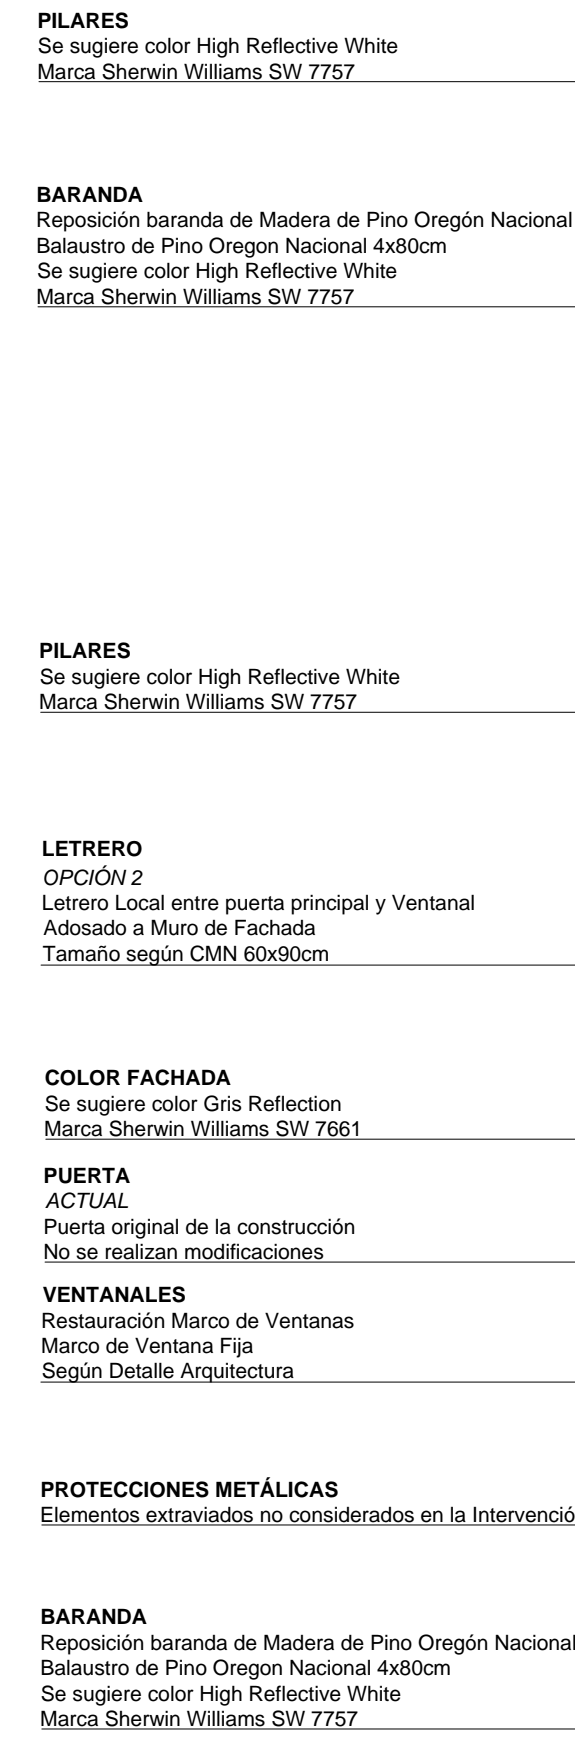 PILARES
Se sugiere color High Reflective White
Marca Sherwin Williams SW 7757
BARANDA
Reposición baranda de Madera de Pino Oregón Nacional
Balaustro de Pino Oregon Nacional 4x80cm
Se sugiere color High Reflective White
Marca Sherwin Williams SW 7757
PILARES
Se sugiere color High Reflective White
Marca Sherwin Williams SW 7757
LETRERO
OPCIÓN 2
Letrero Local entre puerta principal y Ventanal
Adosado a Muro de Fachada
Tamaño según CMN 60x90cm
COLOR FACHADA
Se sugiere color Gris Reflection
Marca Sherwin Williams SW 7661
PUERTA
ACTUAL
Puerta original de la construcción
No se realizan modificaciones
VENTANALES
Restauración Marco de Ventanas
Marco de Ventana Fija
Según Detalle Arquitectura
PROTECCIONES METÁLICAS
Elementos extraviados no considerados en la Intervenció
BARANDA
Reposición baranda de Madera de Pino Oregón Nacional
Balaustro de Pino Oregon Nacional 4x80cm
Se sugiere color High Reflective White
Marca Sherwin Williams SW 7757